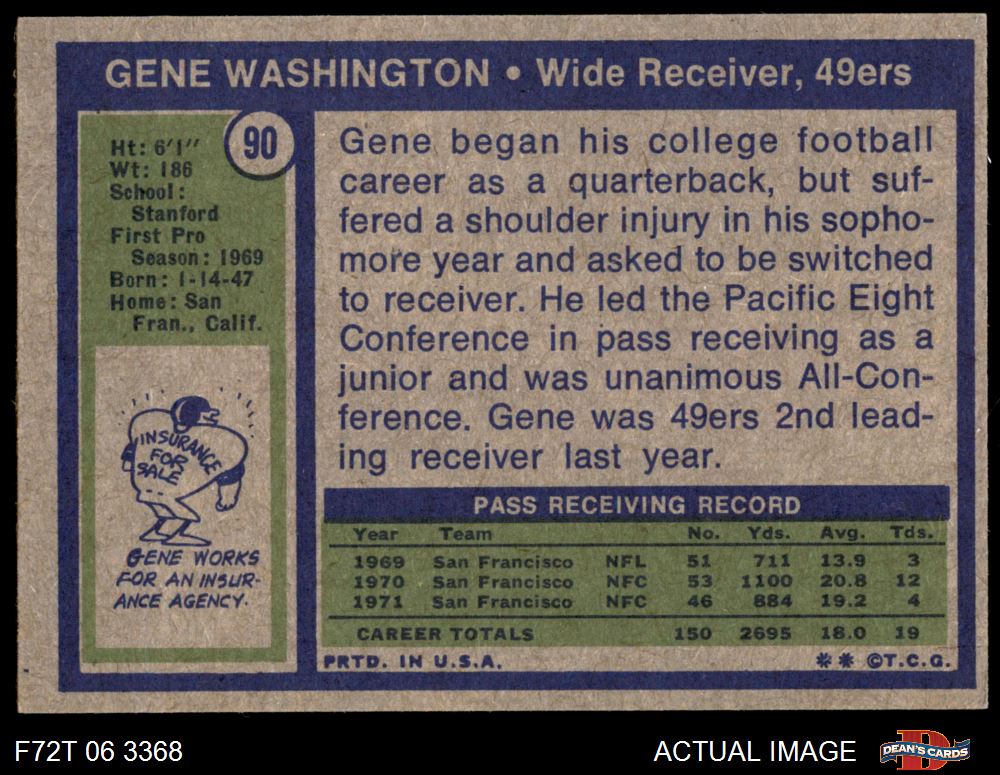 GENE WASHINGTON • Wide Receiver, 49ers
90
Ht: 6'1"
Wt: 186
School:
Stanford
First Pro
Season: 1969
Born: 1-14-47
Home: San
Fran., Calif.
INSURANCE
FOR
SALE
GENE WORKS
FOR AN INSUR-
ANCE AGENCY.
Gene began his college football
career as a quarterback, but suf-
fered a shoulder injury in his sopho-
more year and asked to be switched
to receiver. He led the Pacific Eight
Conference in pass receiving as a
junior and was unanimous All-Con-
ference. Gene was 49ers 2nd lead-
ing receiver last year.
PASS RECEIVING RECORD
Year Team No. Yds. Avg. Tds.
1969 San Francisco NFL 51 711 13.9 3
1970 San Francisco NFC 53 1100 20.8 12
1971 San Francisco NFC 46 884 19.2 4
CAREER TOTALS 150 2695 18.0 19
PRTD. IN U.S.A. ** ©T.C.G.
F72T 06 3368 ACTUAL IMAGE
D
DEAN'S CARDS